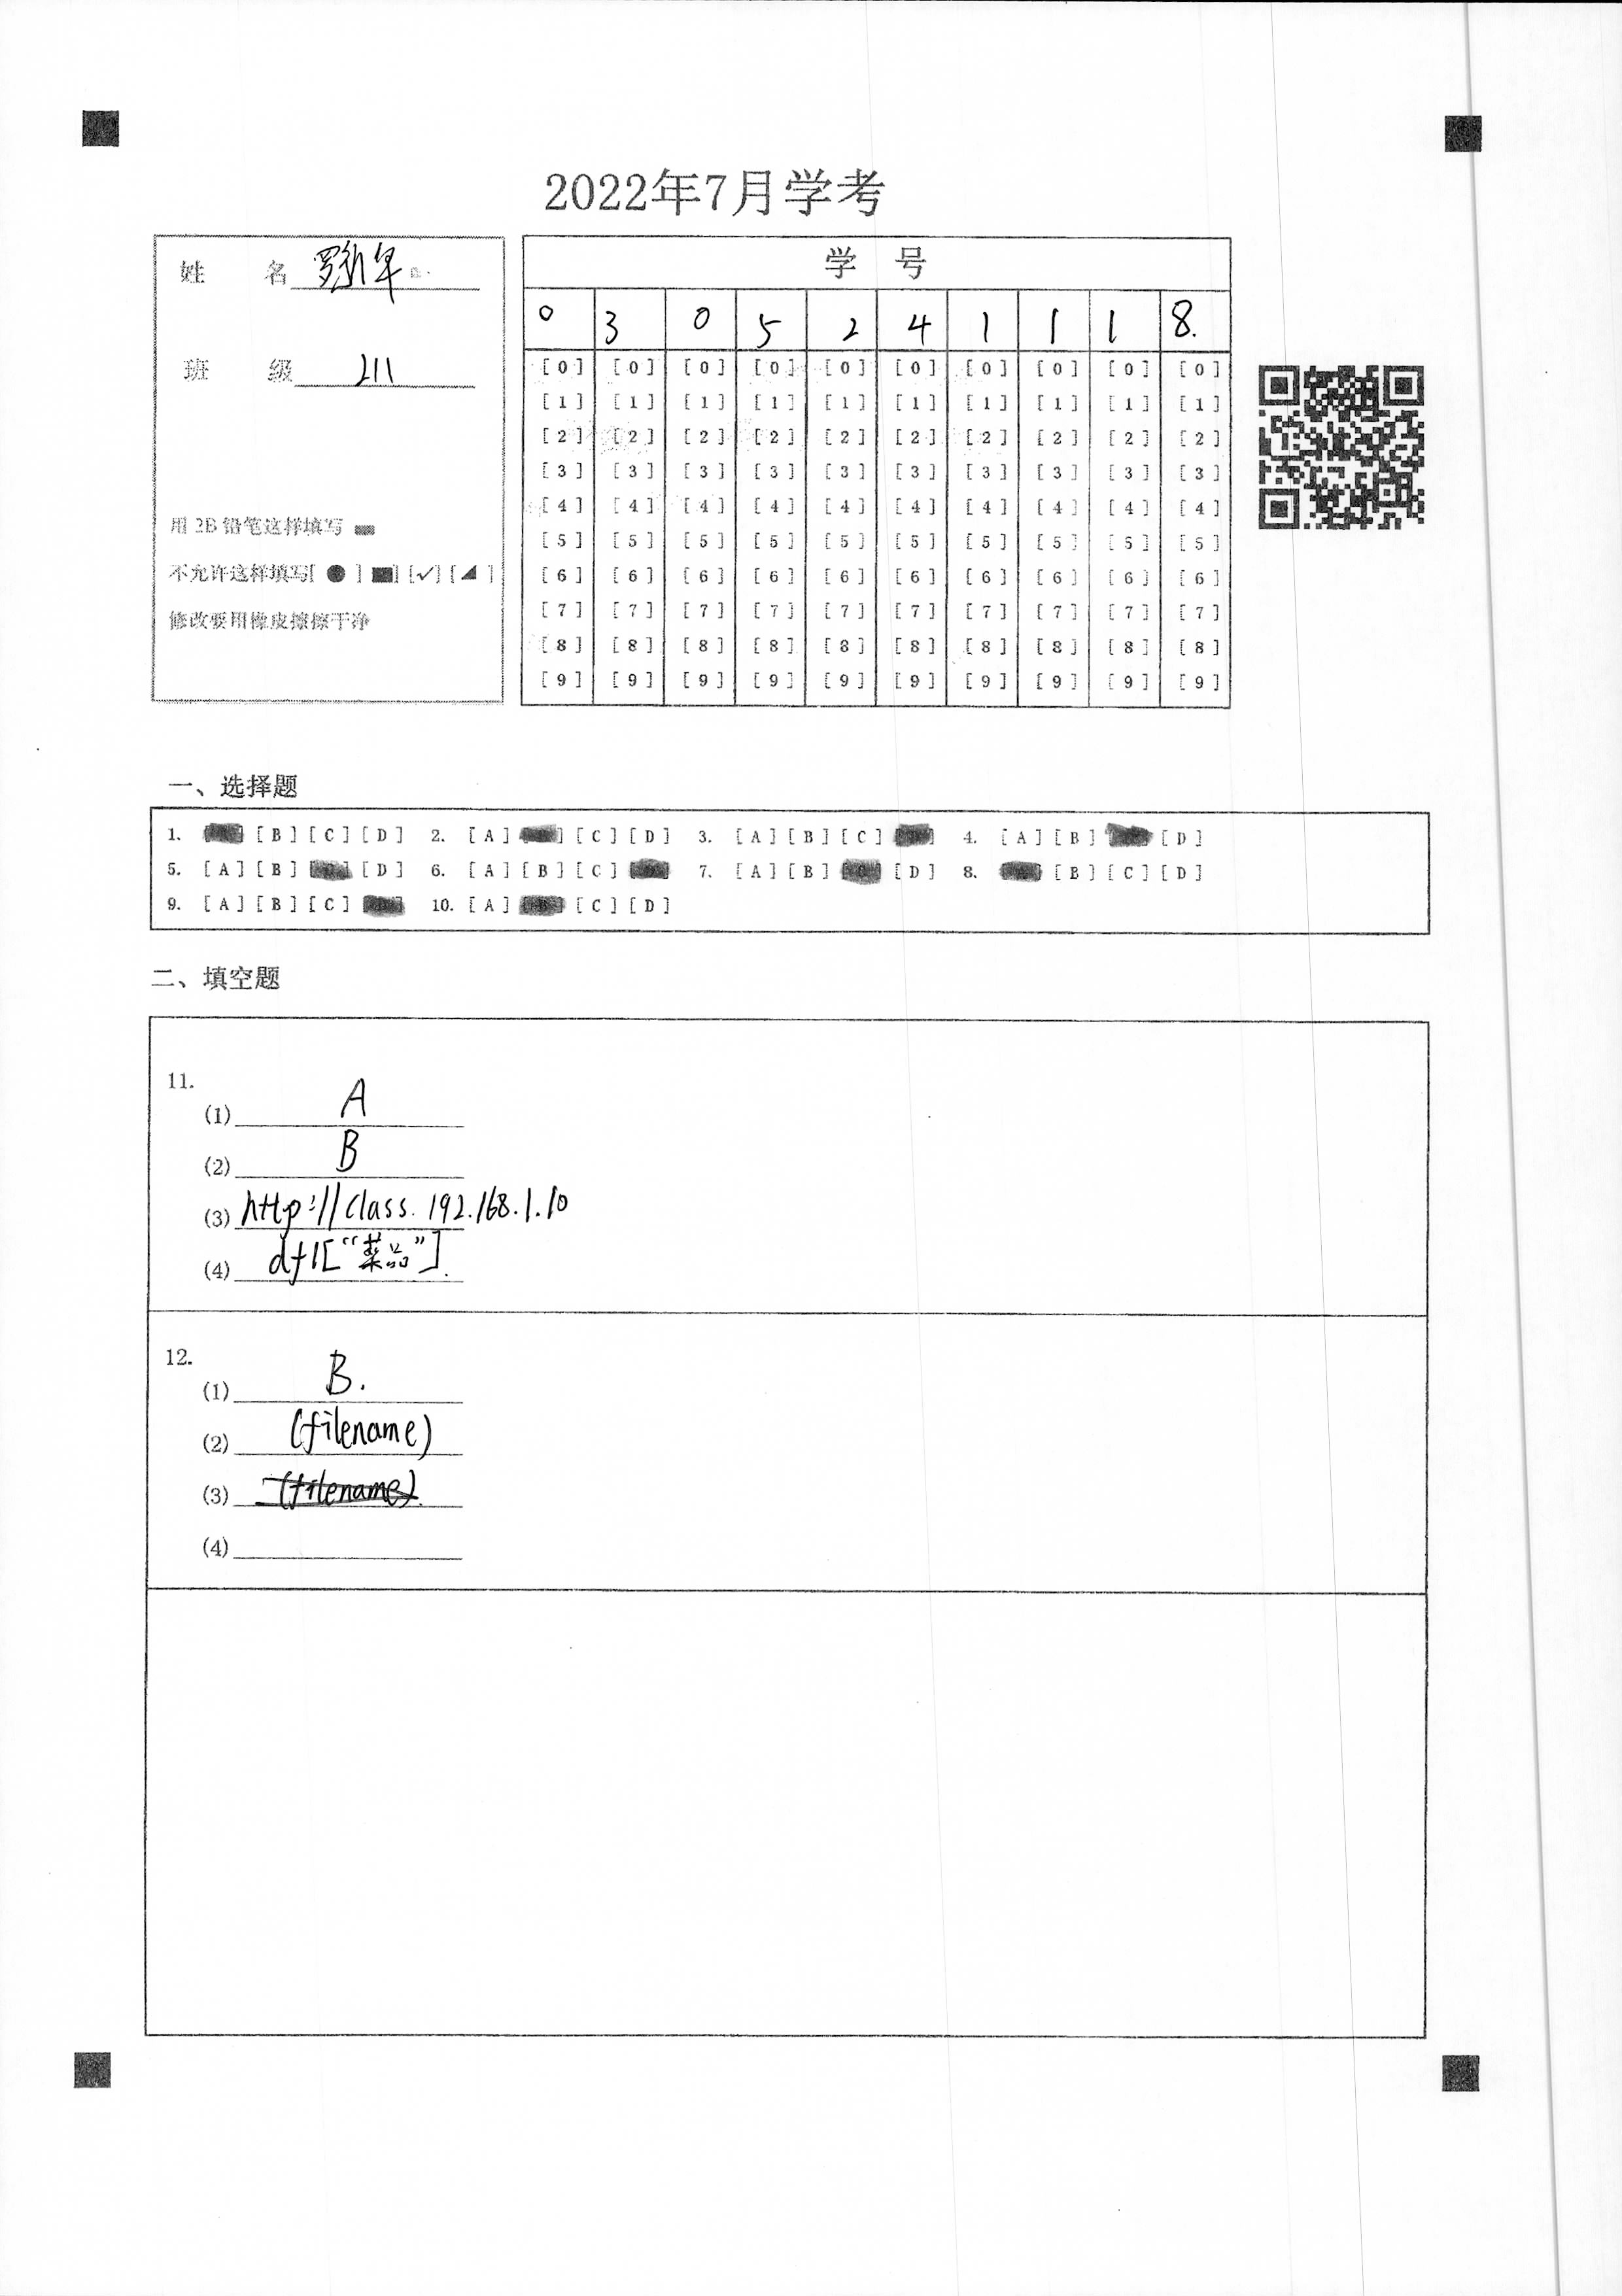 2022年7月学考
姓 名 罗新年
班 级 211
用2B铅笔这样填写
不允许这样填写[ ● ] [■] [✓] [◢ ]
修改要用橡皮擦擦干净
学 号
0 3 0 5 2 4 1 1 1 8.
[0] [0] [0] [0] [0] [0] [0] [0] [0] [0]
[1] [1] [1] [1] [1] [1] [1] [1] [1] [1]
[2] [2] [2] [2] [2] [2] [2] [2] [2] [2]
[3] [3] [3] [3] [3] [3] [3] [3] [3] [3]
[4] [4] [4] [4] [4] [4] [4] [4] [4] [4]
[5] [5] [5] [5] [5] [5] [5] [5] [5] [5]
[6] [6] [6] [6] [6] [6] [6] [6] [6] [6]
[7] [7] [7] [7] [7] [7] [7] [7] [7] [7]
[8] [8] [8] [8] [8] [8] [8] [8] [8] [8]
[9] [9] [9] [9] [9] [9] [9] [9] [9] [9]
一、选择题
1. [B] [C] [D] 2. [A] [C] [D] 3. [A] [B] [C] 4. [A] [B] [D]
5. [A] [B] [D] 6. [A] [B] [C] 7. [A] [B] [D] 8. [B] [C] [D]
9. [A] [B] [C] 10. [A] [C] [D]
二、填空题
11.
(1) A
(2) B
(3) http://class.192.168.1.10
(4) df1["菜品"].
12.
(1) B.
(2) (filename)
(3) (filename).
(4)